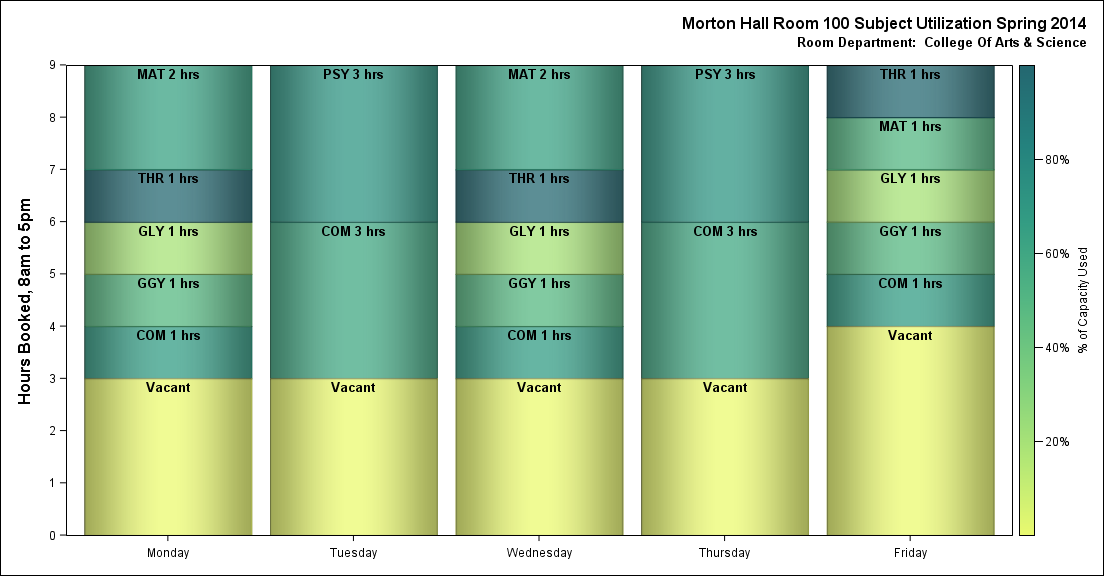 Morton Hall Room 100 Subject Utilization Spring 2014
Room Department: College Of Arts & Science
Hours Booked, 8am to 5pm
9
8
7
6
5
4
3
2
1
0
MAT 2 hrs
THR 1 hrs
GLY 1 hrs
GGY 1 hrs
COM 1 hrs
Vacant
PSY 3 hrs
COM 3 hrs
Vacant
MAT 2 hrs
THR 1 hrs
GLY 1 hrs
GGY 1 hrs
COM 1 hrs
Vacant
PSY 3 hrs
COM 3 hrs
Vacant
THR 1 hrs
MAT 1 hrs
GLY 1 hrs
GGY 1 hrs
COM 1 hrs
Vacant
Monday Tuesday Wednesday Thursday Friday
80%
60%
40%
20%
% of Capacity Used